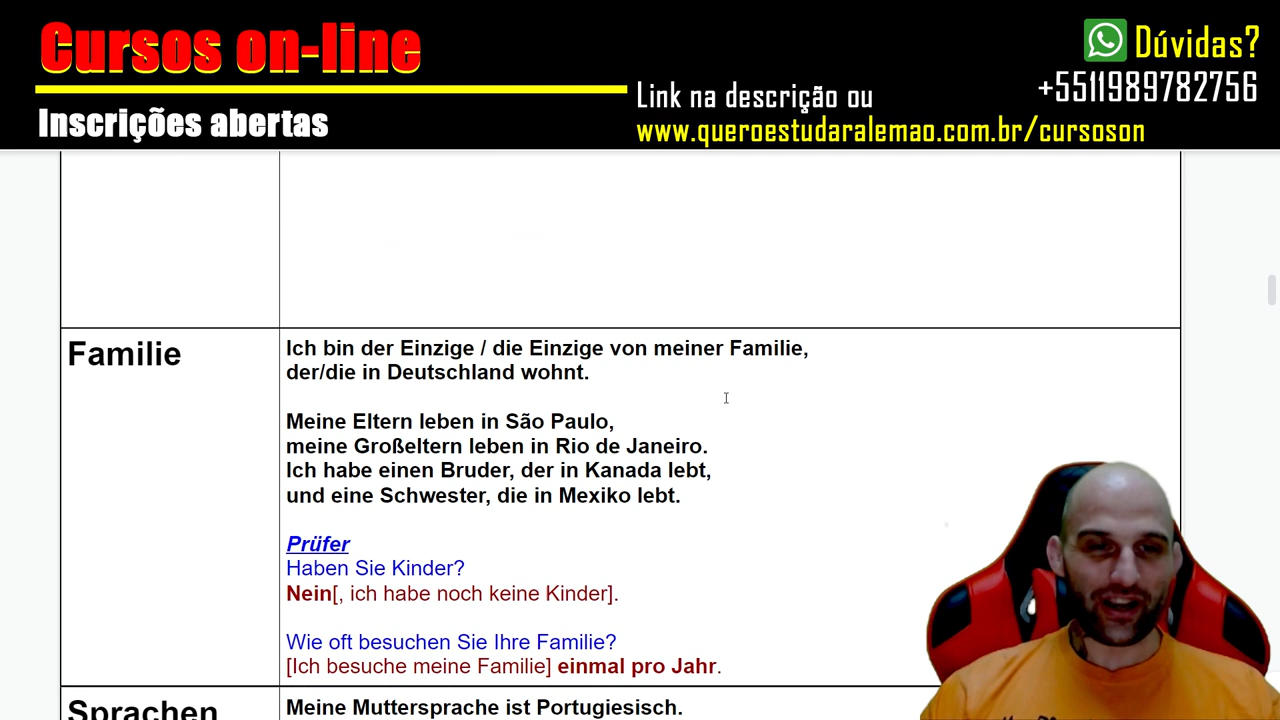 Cursos on-line
Inscrições abertas
Link na descrição ou
www.queroestudaralemao.com.br/cursoson
Dúvidas?
+5511989782756
Familie
Ich bin der Einzige / die Einzige von meiner Familie,
der/die in Deutschland wohnt.
Meine Eltern leben in São Paulo,
meine Großeltern leben in Rio de Janeiro.
Ich habe einen Bruder, der in Kanada lebt,
und eine Schwester, die in Mexiko lebt.
Prüfer
Haben Sie Kinder?
Nein[, ich habe noch keine Kinder].
Wie oft besuchen Sie Ihre Familie?
[Ich besuche meine Familie] einmal pro Jahr.
Sprachen
Meine Muttersprache ist Portugiesisch.